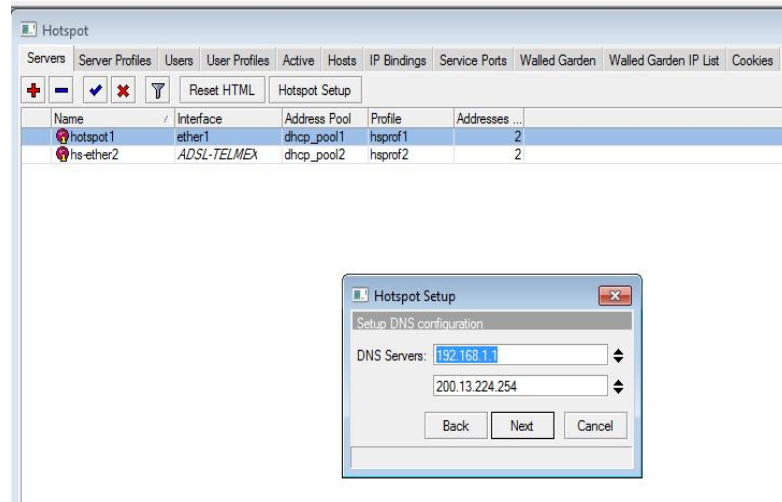 Hotspot
Servers Server Profiles Users User Profiles Active Hosts IP Bindings Service Ports Walled Garden Walled Garden IP List Cookies
Reset HTML Hotspot Setup
Name Interface Address Pool Profile Addresses ...
hotspot1 ether1 dhcp_pool1 hsprof1 2
hs-ether2 ADSL-TELMEX dhcp_pool2 hsprof2 2
Hotspot Setup
Setup DNS configuration
DNS Servers: 192.168.1.1
200.13.224.254
Back Next Cancel